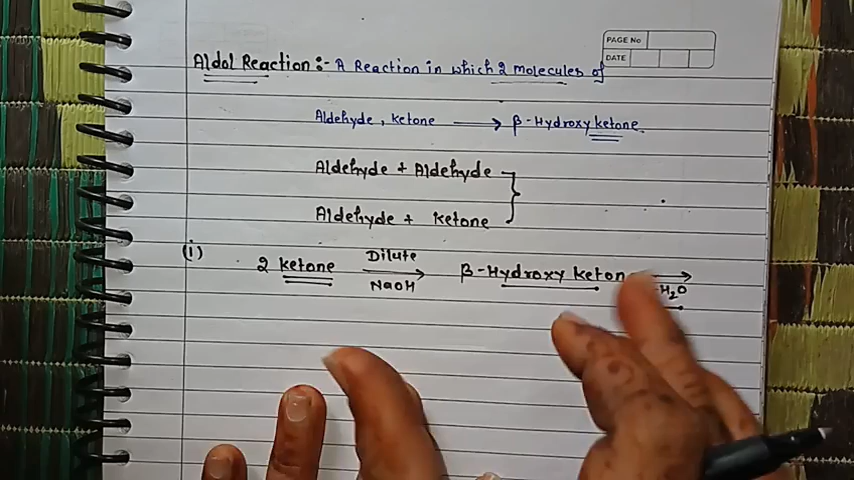 PAGE No
DATE
Aldol Reaction :- A Reaction in which 2 molecules of
Aldehyde, ketone ⟶ β-Hydroxy ketone.
Aldehyde + Aldehyde
Aldehyde + ketone
(i) 2 ketone ⟶ β-Hydroxy keton ⟶
Dilute
NaOH
-H₂O